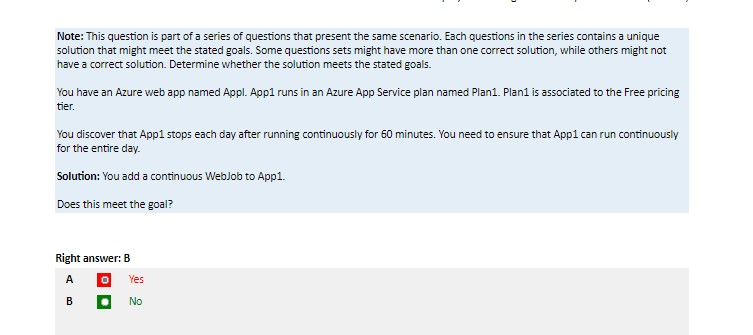 Note: This question is part of a series of questions that present the same scenario. Each questions in the series contains a unique
solution that might meet the stated goals. Some questions sets might have more than one correct solution, while others might not
have a correct solution. Determine whether the solution meets the stated goals.
You have an Azure web app named Appl. App1 runs in an Azure App Service plan named Plan1. Plan1 is associated to the Free pricing
tier.
You discover that App1 stops each day after running continuously for 60 minutes. You need to ensure that App1 can run continuously
for the entire day.
Solution: You add a continuous WebJob to App1.
Does this meet the goal?
Right answer: B
A Yes
B No